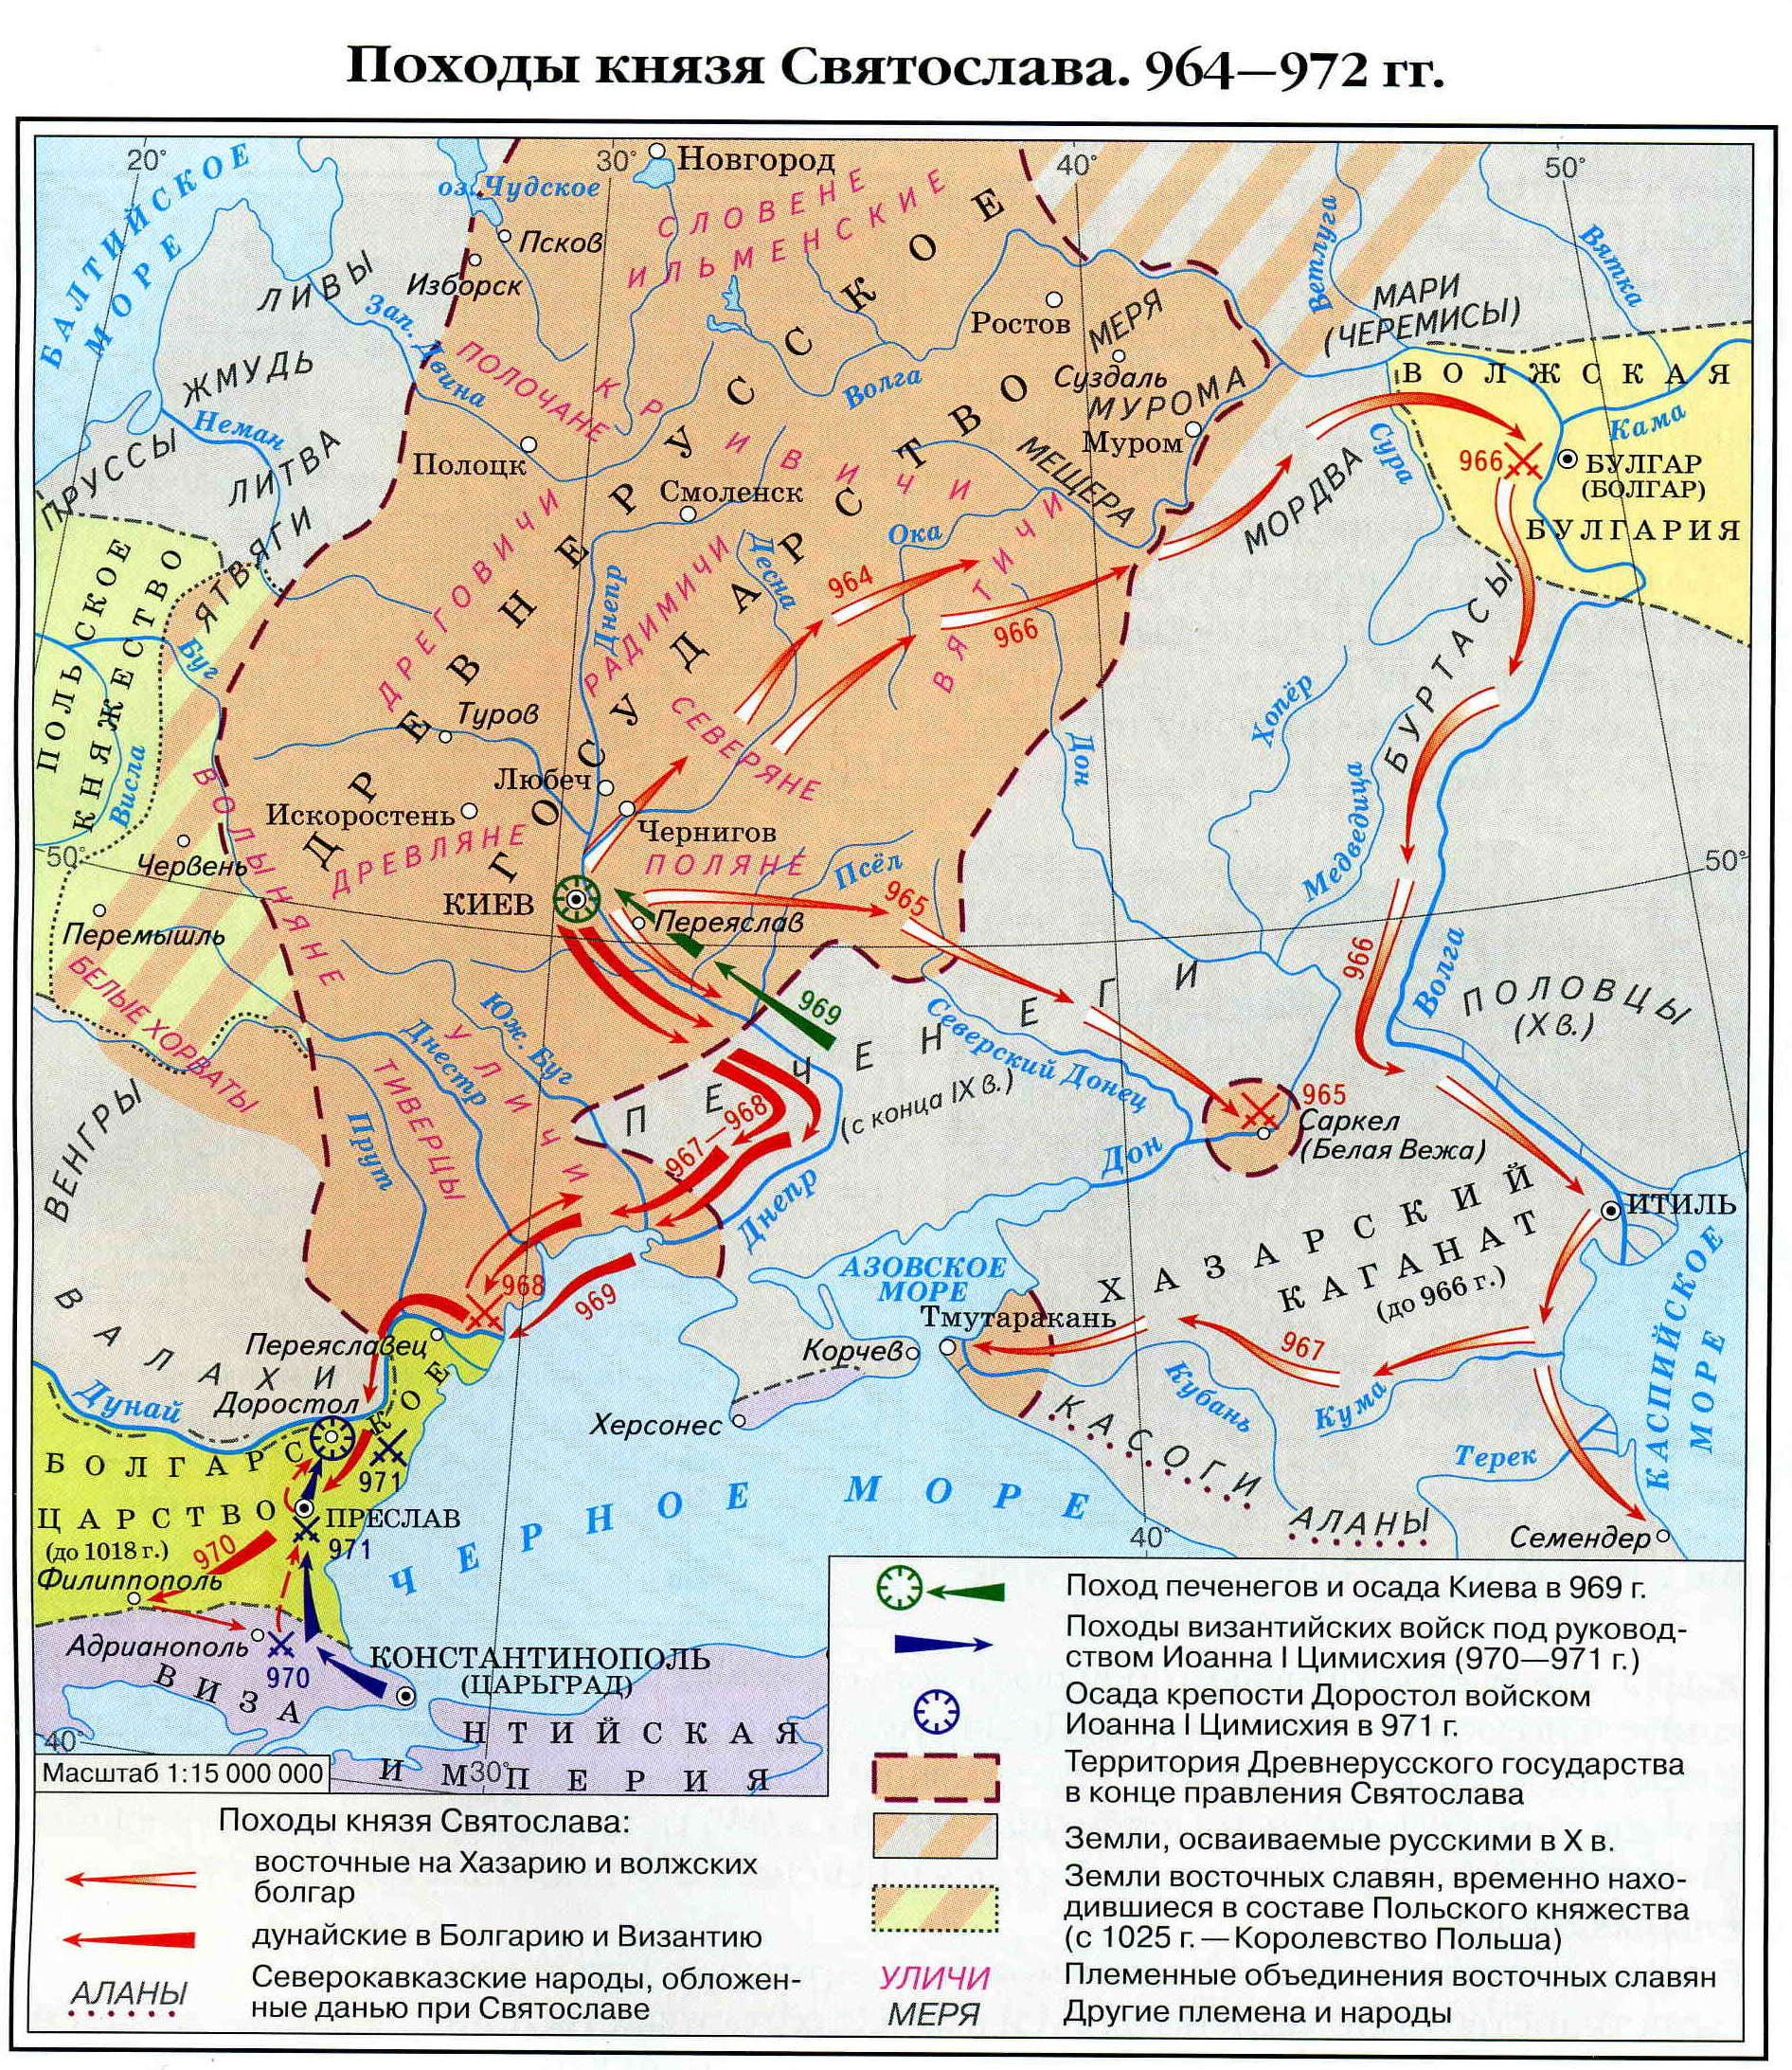 Походы князя Святослава. 964—972 гг.
20°
30°
40°
50°
БАЛТИЙСКОЕ
МОРЕ
оз. Чудское
Новгород
СЛОВЕНЕ
ИЛЬМЕНСКИЕ
Псков
Изборск
ЛИВЫ
Зап. Двина
Ростов
МЕРЯ
Ветлуга
Вятка
МАРИ
(ЧЕРЕМИСЫ)
ЖМУДЬ
ПОЛОЧАНЕ
КРИВИЧИ
Волга
Суздаль
МУРОМА
Муром
МЕЩЕРА
ВОЛЖСКАЯ
Кама
Сура
966
БУЛГАР
(БОЛГАР)
БУЛГАРИЯ
Неман
ПРУССЫ
ЛИТВА
Полоцк
Смоленск
МОРДВА
ДРЕВНЕРУССКОЕ
ГОСУДАРСТВО
ЯТВЯГИ
ДРЕГОВИЧИ
Днепр
РАДИМИЧИ
Десна
Ока
964
966
ВЯТИЧИ
БУРТАСЫ
ПОЛЬСКОЕ
КНЯЖЕСТВО
Буг
Висла
Туров
СЕВЕРЯНЕ
Дон
Хопёр
Медведица
Любеч
Искоростень
Чернигов
ВОЛЫНЯНЕ
ДРЕВЛЯНЕ
ПОЛЯНЕ
Псёл
50°
50°
Червень
КИЕВ
Переяслав
965
Перемышль
966
Волга
ПОЛОВЦЫ
(X в.)
БЕЛЫЕ ХОРВАТЫ
969
ПЕЧЕНЕГИ
(с конца IX в.)
Северский Донец
Юж. Буг
Днестр
УЛИЧИ
ТИВЕРЦЫ
Прут
ВЕНГРЫ
967—968
965
Саркел
(Белая Вежа)
Дон
Днепр
ИТИЛЬ
ХАЗАРСКИЙ
КАГАНАТ
(до 966 г.)
АЗОВСКОЕ
МОРЕ
КАСПИЙСКОЕ
МОРЕ
968
969
Тмутаракань
967
ВАЛАХИ
Переяславец
Корчев
Кубань
Кума
Дунай
Доростол
Херсонес
КАСОГИ
Терек
БОЛГАРСКОЕ
ЦАРСТВО
(до 1018 г.)
971
ПРЕСЛАВ
971
970
ЧЕРНОЕ МОРЕ
40°
АЛАНЫ
Семендер
Филиппополь
Адрианополь
970
КОНСТАНТИНОПОЛЬ
(ЦАРЬГРАД)
ВИЗАНТИЙСКАЯ
ИМПЕРИЯ
40°
30°
Масштаб 1:15 000 000
Походы князя Святослава:
восточные на Хазарию и волжских
болгар
дунайские в Болгарию и Византию
АЛАНЫ
Северокавказские народы, обложен-
ные данью при Святославе
Поход печенегов и осада Киева в 969 г.
Походы византийских войск под руковод-
ством Иоанна I Цимисхия (970—971 г.)
Осада крепости Доростол войском
Иоанна I Цимисхия в 971 г.
Территория Древнерусского государства
в конце правления Святослава
Земли, осваиваемые русскими в X в.
Земли восточных славян, временно нахо-
дившиеся в составе Польского княжества
(с 1025 г.—Королевство Польша)
УЛИЧИ
Племенные объединения восточных славян
МЕРЯ
Другие племена и народы